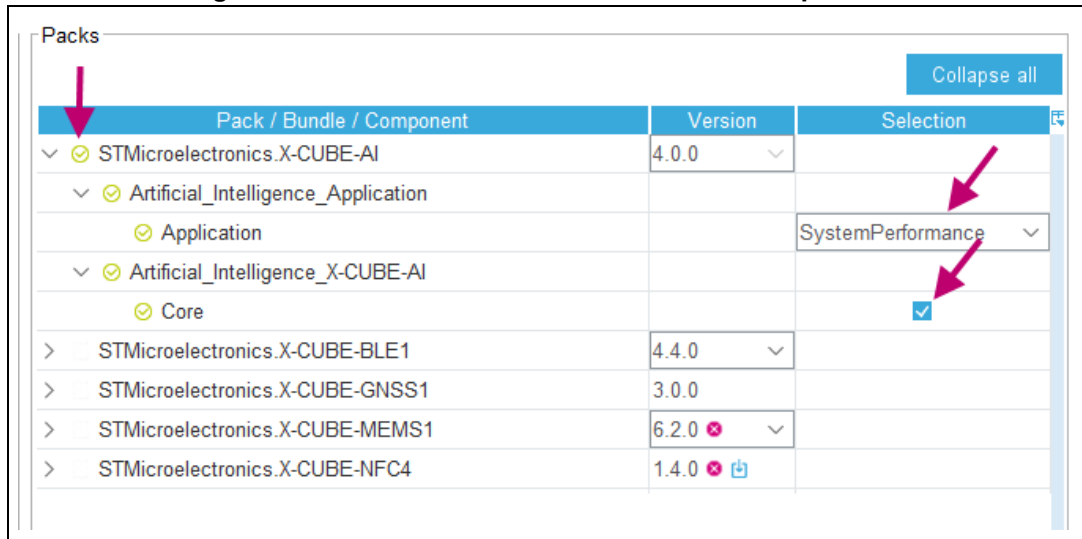 Packs
Collapse all
Pack / Bundle / Component Version Selection
STMicroelectronics.X-CUBE-AI 4.0.0
Artificial_Intelligence_Application
Application SystemPerformance
Artificial_Intelligence_X-CUBE-AI
Core
STMicroelectronics.X-CUBE-BLE1 4.4.0
STMicroelectronics.X-CUBE-GNSS1 3.0.0
STMicroelectronics.X-CUBE-MEMS1 6.2.0
STMicroelectronics.X-CUBE-NFC4 1.4.0